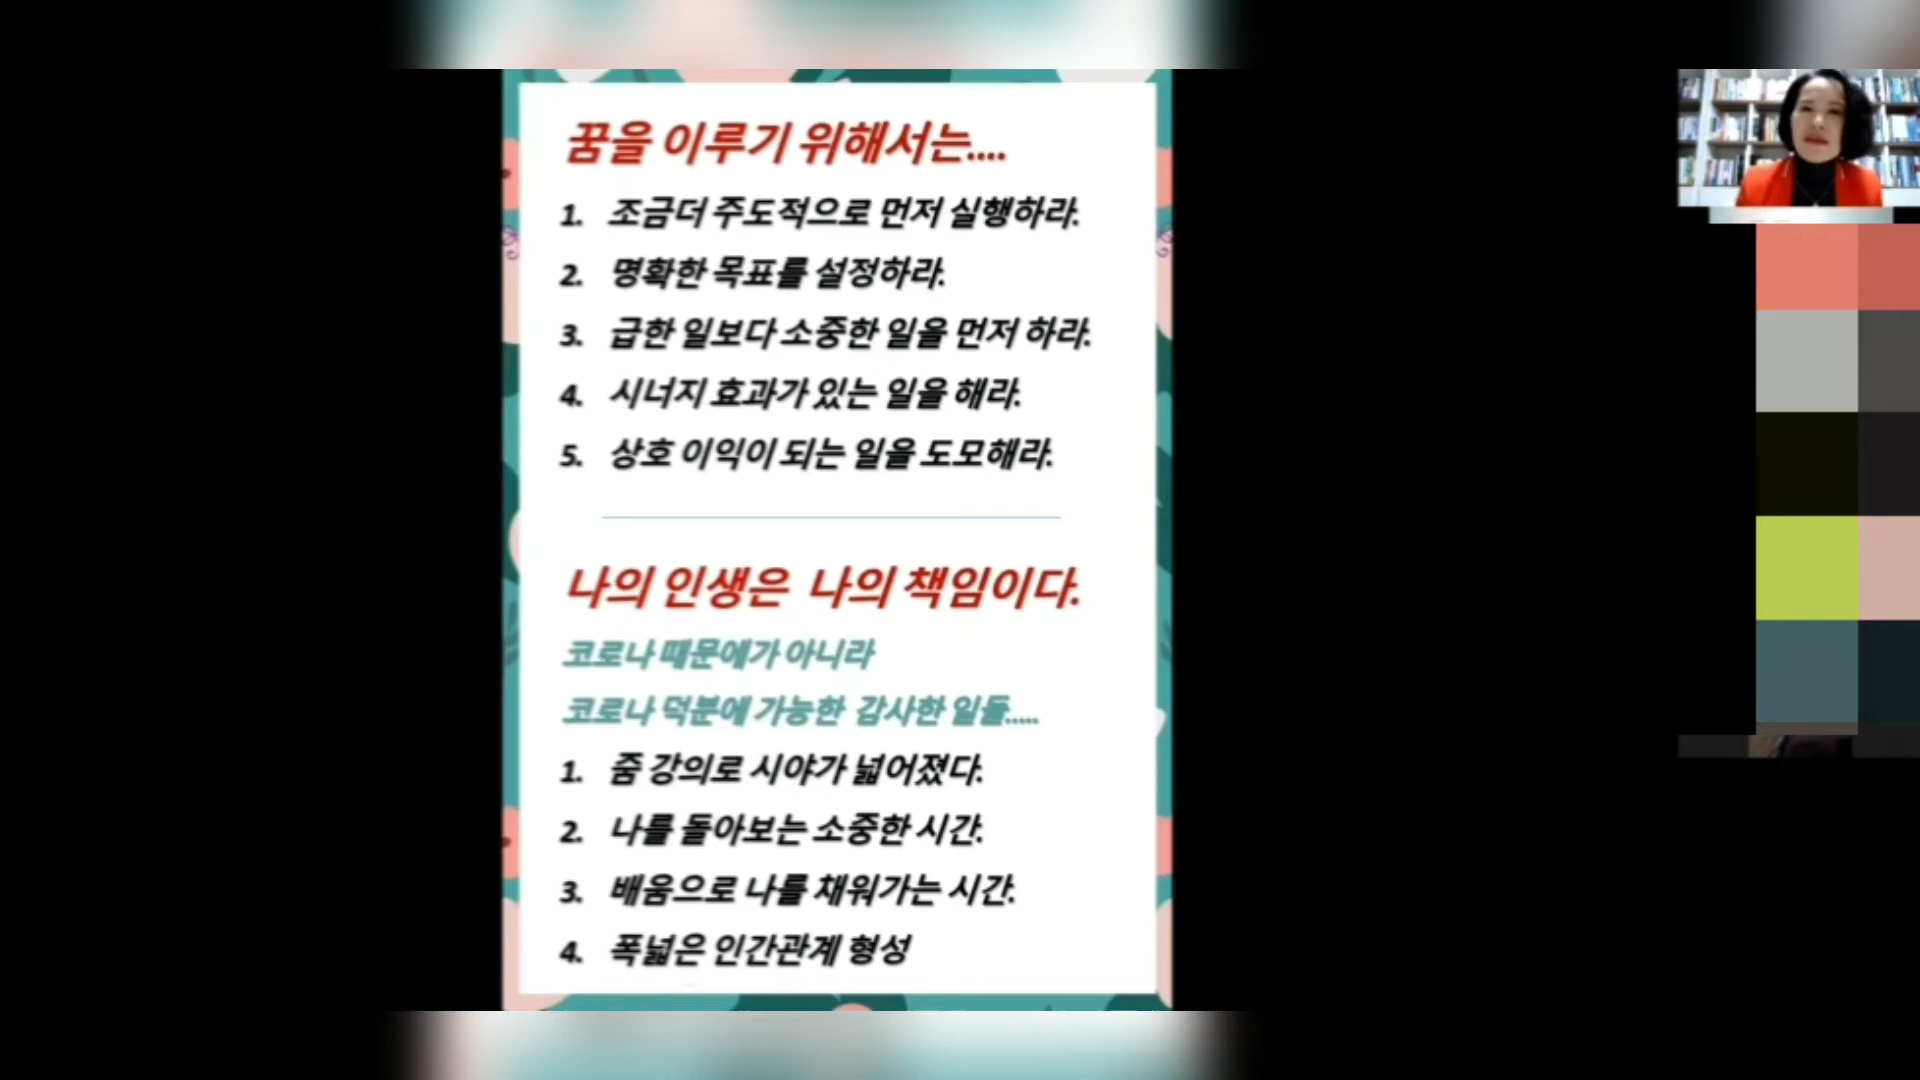 꿈을 이루기 위해서는....
1. 조금더 주도적으로 먼저 실행하라.
2. 명확한 목표를 설정하라.
3. 급한 일보다 소중한 일을 먼저 하라.
4. 시너지 효과가 있는 일을 해라.
5. 상호 이익이 되는 일을 도모해라.
나의 인생은 나의 책임이다.
코로나 때문에가 아니라
코로나 덕분에 가능한 감사한 일들.....
1. 줌 강의로 시야가 넓어졌다.
2. 나를 돌아보는 소중한 시간.
3. 배움으로 나를 채워가는 시간.
4. 폭넓은 인간관계 형성